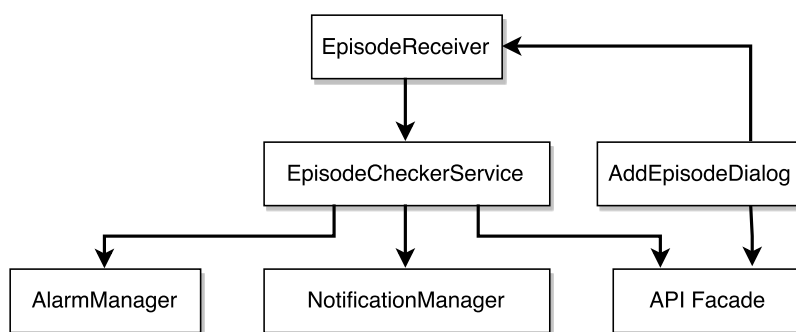 EpisodeReceiver
EpisodeCheckerService
AddEpisodeDialog
AlarmManager
NotificationManager
API Facade